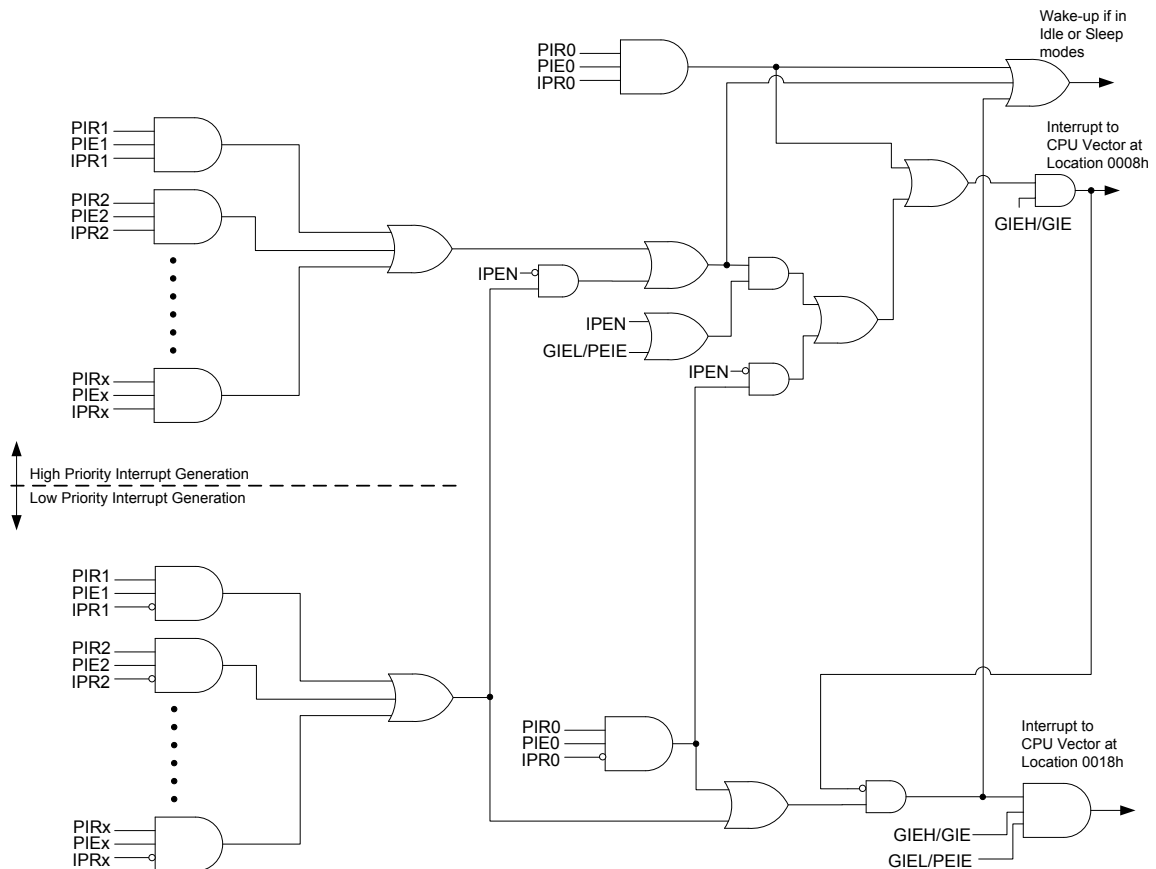 Wake-up if in
Idle or Sleep
modes
PIR0
PIE0
IPR0
PIR1
PIE1
IPR1
Interrupt to
CPU Vector at
Location 0008h
PIR2
PIE2
IPR2
GIEH/GIE
IPEN
IPEN
GIEL/PEIE
IPEN
PIRx
PIEx
IPRx
High Priority Interrupt Generation
Low Priority Interrupt Generation
PIR1
PIE1
IPR1
PIR2
PIE2
IPR2
PIR0
PIE0
IPR0
Interrupt to
CPU Vector at
Location 0018h
PIRx
PIEx
IPRx
GIEH/GIE
GIEL/PEIE